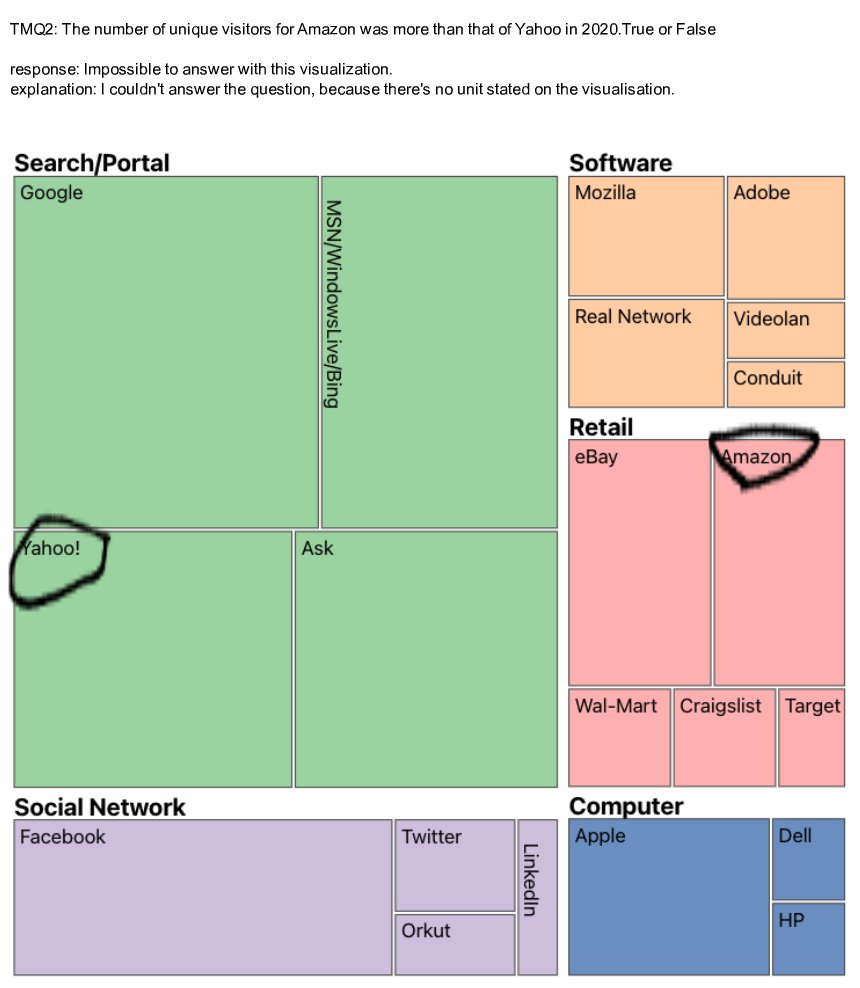 TMQ2: The number of unique visitors for Amazon was more than that of Yahoo in 2020.True or False
response: Impossible to answer with this visualization.
explanation: I couldn't answer the question, because there's no unit stated on the visualisation.
Search/Portal
Google
MSN/WindowsLive/Bing
Yahoo!
Ask
Software
Mozilla
Adobe
Real Network
Videolan
Conduit
Retail
eBay
Amazon
Wal-Mart
Craigslist
Target
Social Network
Facebook
Twitter
LinkedIn
Orkut
Computer
Apple
Dell
HP